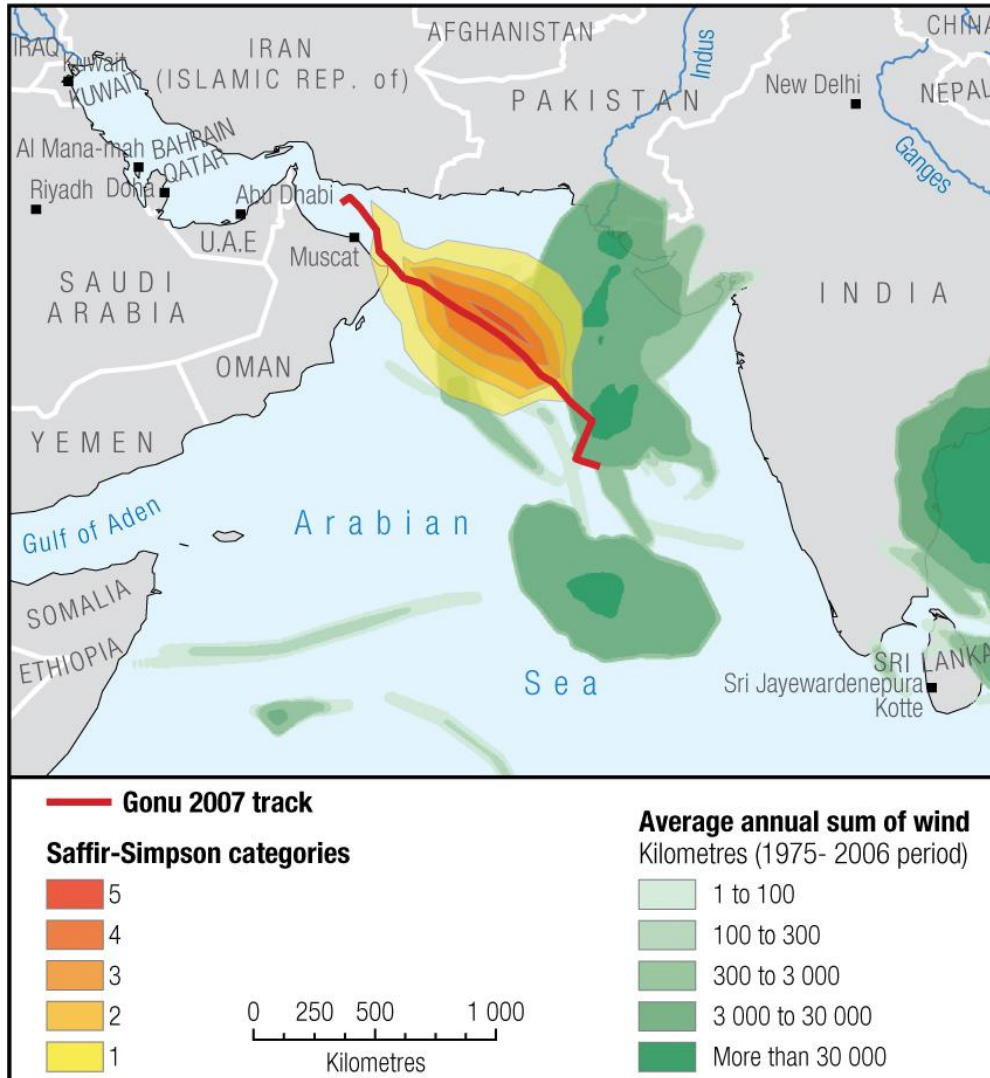 AFGHANISTAN
CHINA
IRAQ
Kuwait
KUWAIT
IRAN
(ISLAMIC REP. of)
Indus
PAKISTAN
New Delhi
NEPAL
Ganges
Al Mana-mah
BAHRAIN
Riyadh
Doha
QATAR
Abu Dhabi
U.A.E
Muscat
SAUDI
ARABIA
INDIA
OMAN
YEMEN
Gulf of Aden
Arabian
SOMALIA
ETHIOPIA
Sea
SRI LANKA
Sri Jayewardenepura
Kotte
Gonu 2007 track
Saffir-Simpson categories
5
4
3
2
1
0 250 500 1 000
Kilometres
Average annual sum of wind
Kilometres (1975- 2006 period)
1 to 100
100 to 300
300 to 3 000
3 000 to 30 000
More than 30 000